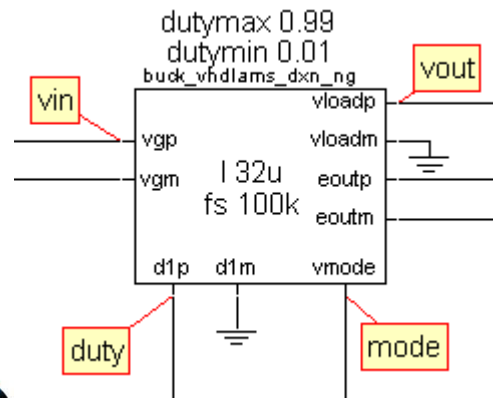 dutymax 0.99
dutymin 0.01
buck_vhdlams_dxn_ng
vin
vout
vgp
vloadp
vgm
vloadm
l 32u
eoutp
fs 100k
eoutm
d1p
d1m
vmode
duty
mode